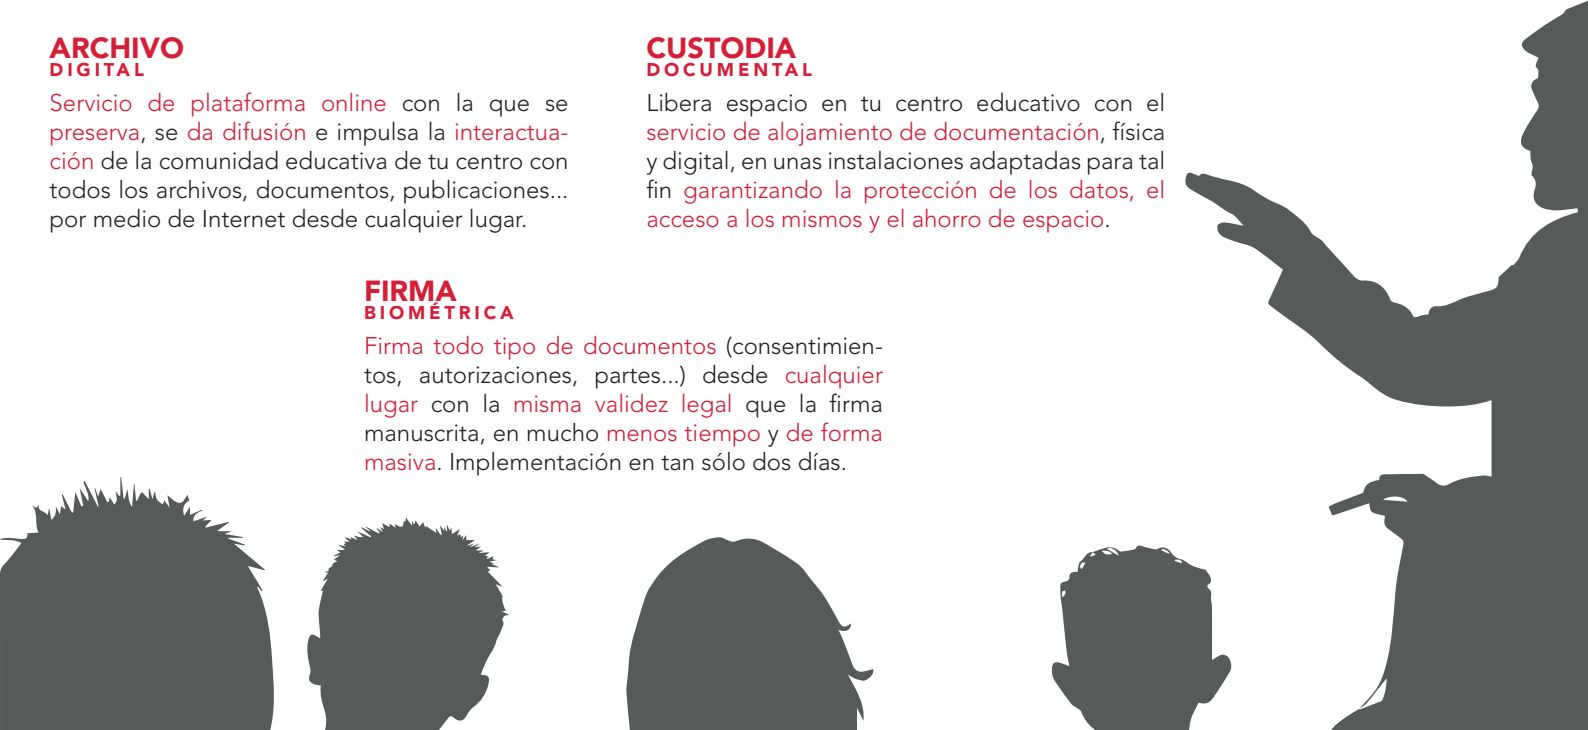 ARCHIVO
DIGITAL
Servicio de plataforma online con la que se
preserva, se da difusión e impulsa la interactua-
ción de la comunidad educativa de tu centro con
todos los archivos, documentos, publicaciones...
por medio de Internet desde cualquier lugar.
CUSTODIA
DOCUMENTAL
Libera espacio en tu centro educativo con el
servicio de alojamiento de documentación, física
y digital, en unas instalaciones adaptadas para tal
fin garantizando la protección de los datos, el
acceso a los mismos y el ahorro de espacio.
FIRMA
BIOMÉTRICA
Firma todo tipo de documentos (consentimien-
tos, autorizaciones, partes...) desde cualquier
lugar con la misma validez legal que la firma
manuscrita, en mucho menos tiempo y de forma
masiva. Implementación en tan sólo dos días.